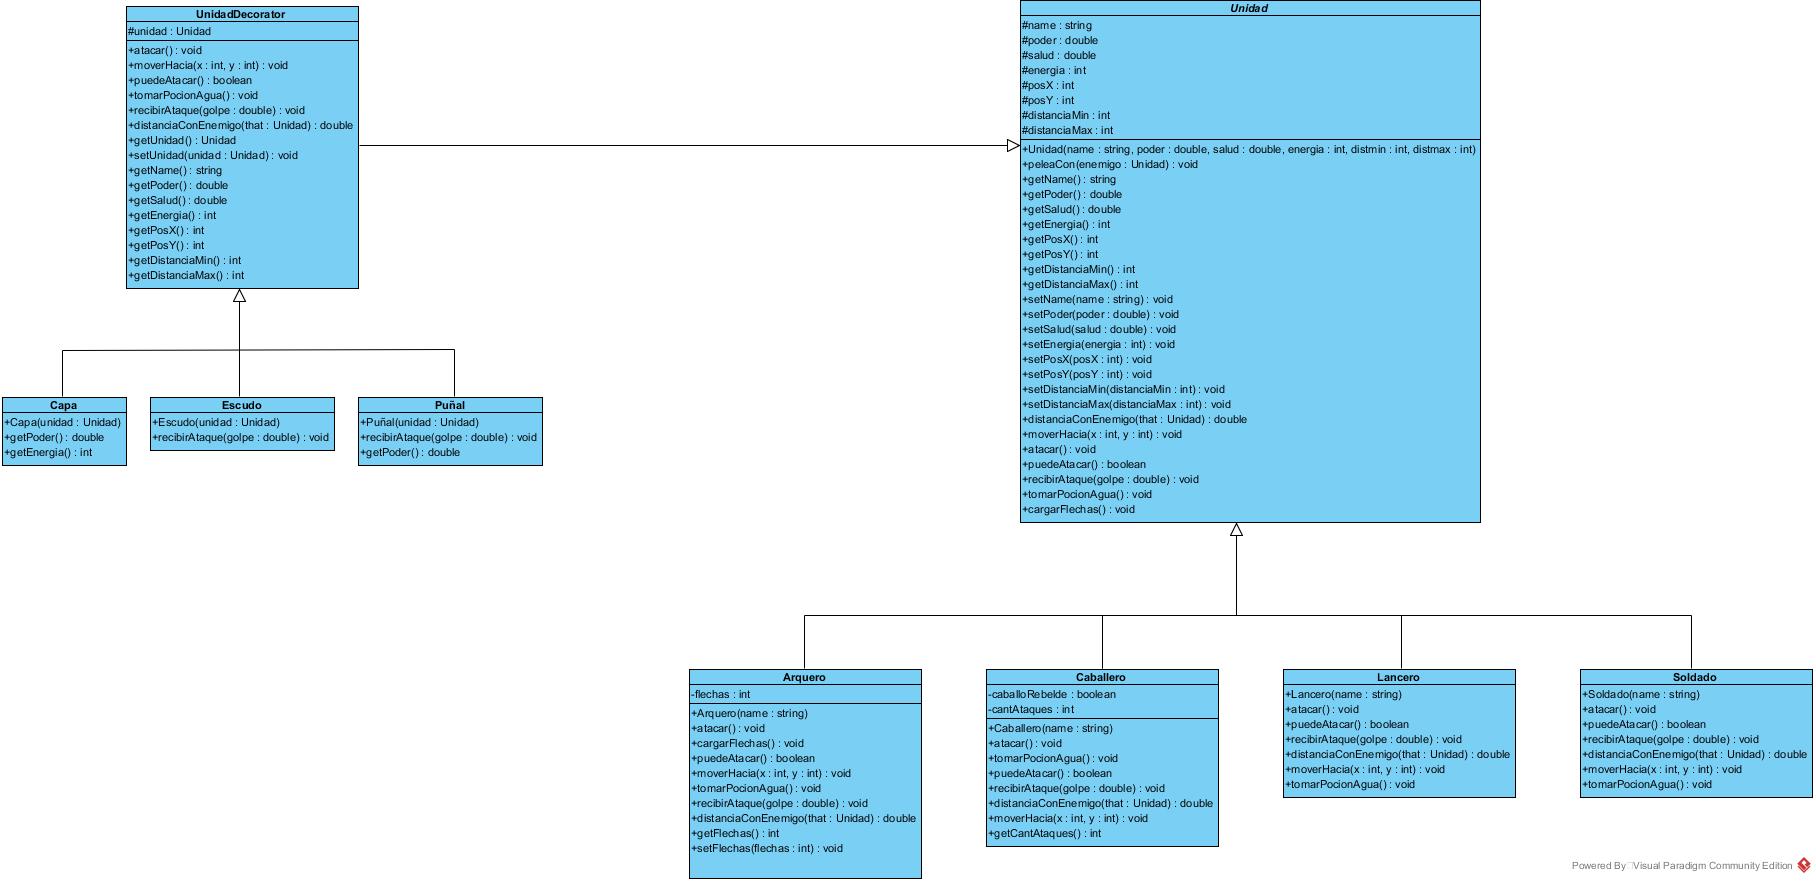 UnidadDecorator
#unidad : Unidad
+atacar() : void
+moverHacia(x : int, y : int) : void
+puedeAtacar() : boolean
+tomarPocionAgua() : void
+recibirAtaque(golpe : double) : void
+distanciaConEnemigo(that : Unidad) : double
+getUnidad() : Unidad
+setUnidad(unidad : Unidad) : void
+getName() : string
+getPoder() : double
+getSalud() : double
+getEnergia() : int
+getPosX() : int
+getPosY() : int
+getDistanciaMin() : int
+getDistanciaMax() : int
Unidad
#name : string
#poder : double
#salud : double
#energia : int
#posX : int
#posY : int
#distanciaMin : int
#distanciaMax : int
+Unidad(name : string, poder : double, salud : double, energia : int, distmin : int, distmax : int)
+peleaCon(enemigo : Unidad) : void
+getName() : string
+getPoder() : double
+getSalud() : double
+getEnergia() : int
+getPosX() : int
+getPosY() : int
+getDistanciaMin() : int
+getDistanciaMax() : int
+setName(name : string) : void
+setPoder(poder : double) : void
+setSalud(salud : double) : void
+setEnergia(energia : int) : void
+setPosX(posX : int) : void
+setPosY(posY : int) : void
+setDistanciaMin(distanciaMin : int) : void
+setDistanciaMax(distanciaMax : int) : void
+distanciaConEnemigo(that : Unidad) : double
+moverHacia(x : int, y : int) : void
+atacar() : void
+puedeAtacar() : boolean
+recibirAtaque(golpe : double) : void
+tomarPocionAgua() : void
+cargarFlechas() : void
Capa
+Capa(unidad : Unidad)
+getPoder() : double
+getEnergia() : int
Escudo
+Escudo(unidad : Unidad)
+recibirAtaque(golpe : double) : void
Puñal
+Puñal(unidad : Unidad)
+recibirAtaque(golpe : double) : void
+getPoder() : double
Arquero
-flechas : int
+Arquero(name : string)
+atacar() : void
+cargarFlechas() : void
+puedeAtacar() : boolean
+moverHacia(x : int, y : int) : void
+tomarPocionAgua() : void
+recibirAtaque(golpe : double) : void
+distanciaConEnemigo(that : Unidad) : double
+getFlechas() : int
+setFlechas(flechas : int) : void
Caballero
-caballoRebelde : boolean
-cantAtaques : int
+Caballero(name : string)
+atacar() : void
+tomarPocionAgua() : void
+puedeAtacar() : boolean
+recibirAtaque(golpe : double) : void
+distanciaConEnemigo(that : Unidad) : double
+moverHacia(x : int, y : int) : void
+getCantAtaques() : int
Lancero
+Lancero(name : string)
+atacar() : void
+puedeAtacar() : boolean
+recibirAtaque(golpe : double) : void
+distanciaConEnemigo(that : Unidad) : double
+moverHacia(x : int, y : int) : void
+tomarPocionAgua() : void
Soldado
+Soldado(name : string)
+atacar() : void
+puedeAtacar() : boolean
+recibirAtaque(golpe : double) : void
+distanciaConEnemigo(that : Unidad) : double
+moverHacia(x : int, y : int) : void
+tomarPocionAgua() : void
Powered By Visual Paradigm Community Edition